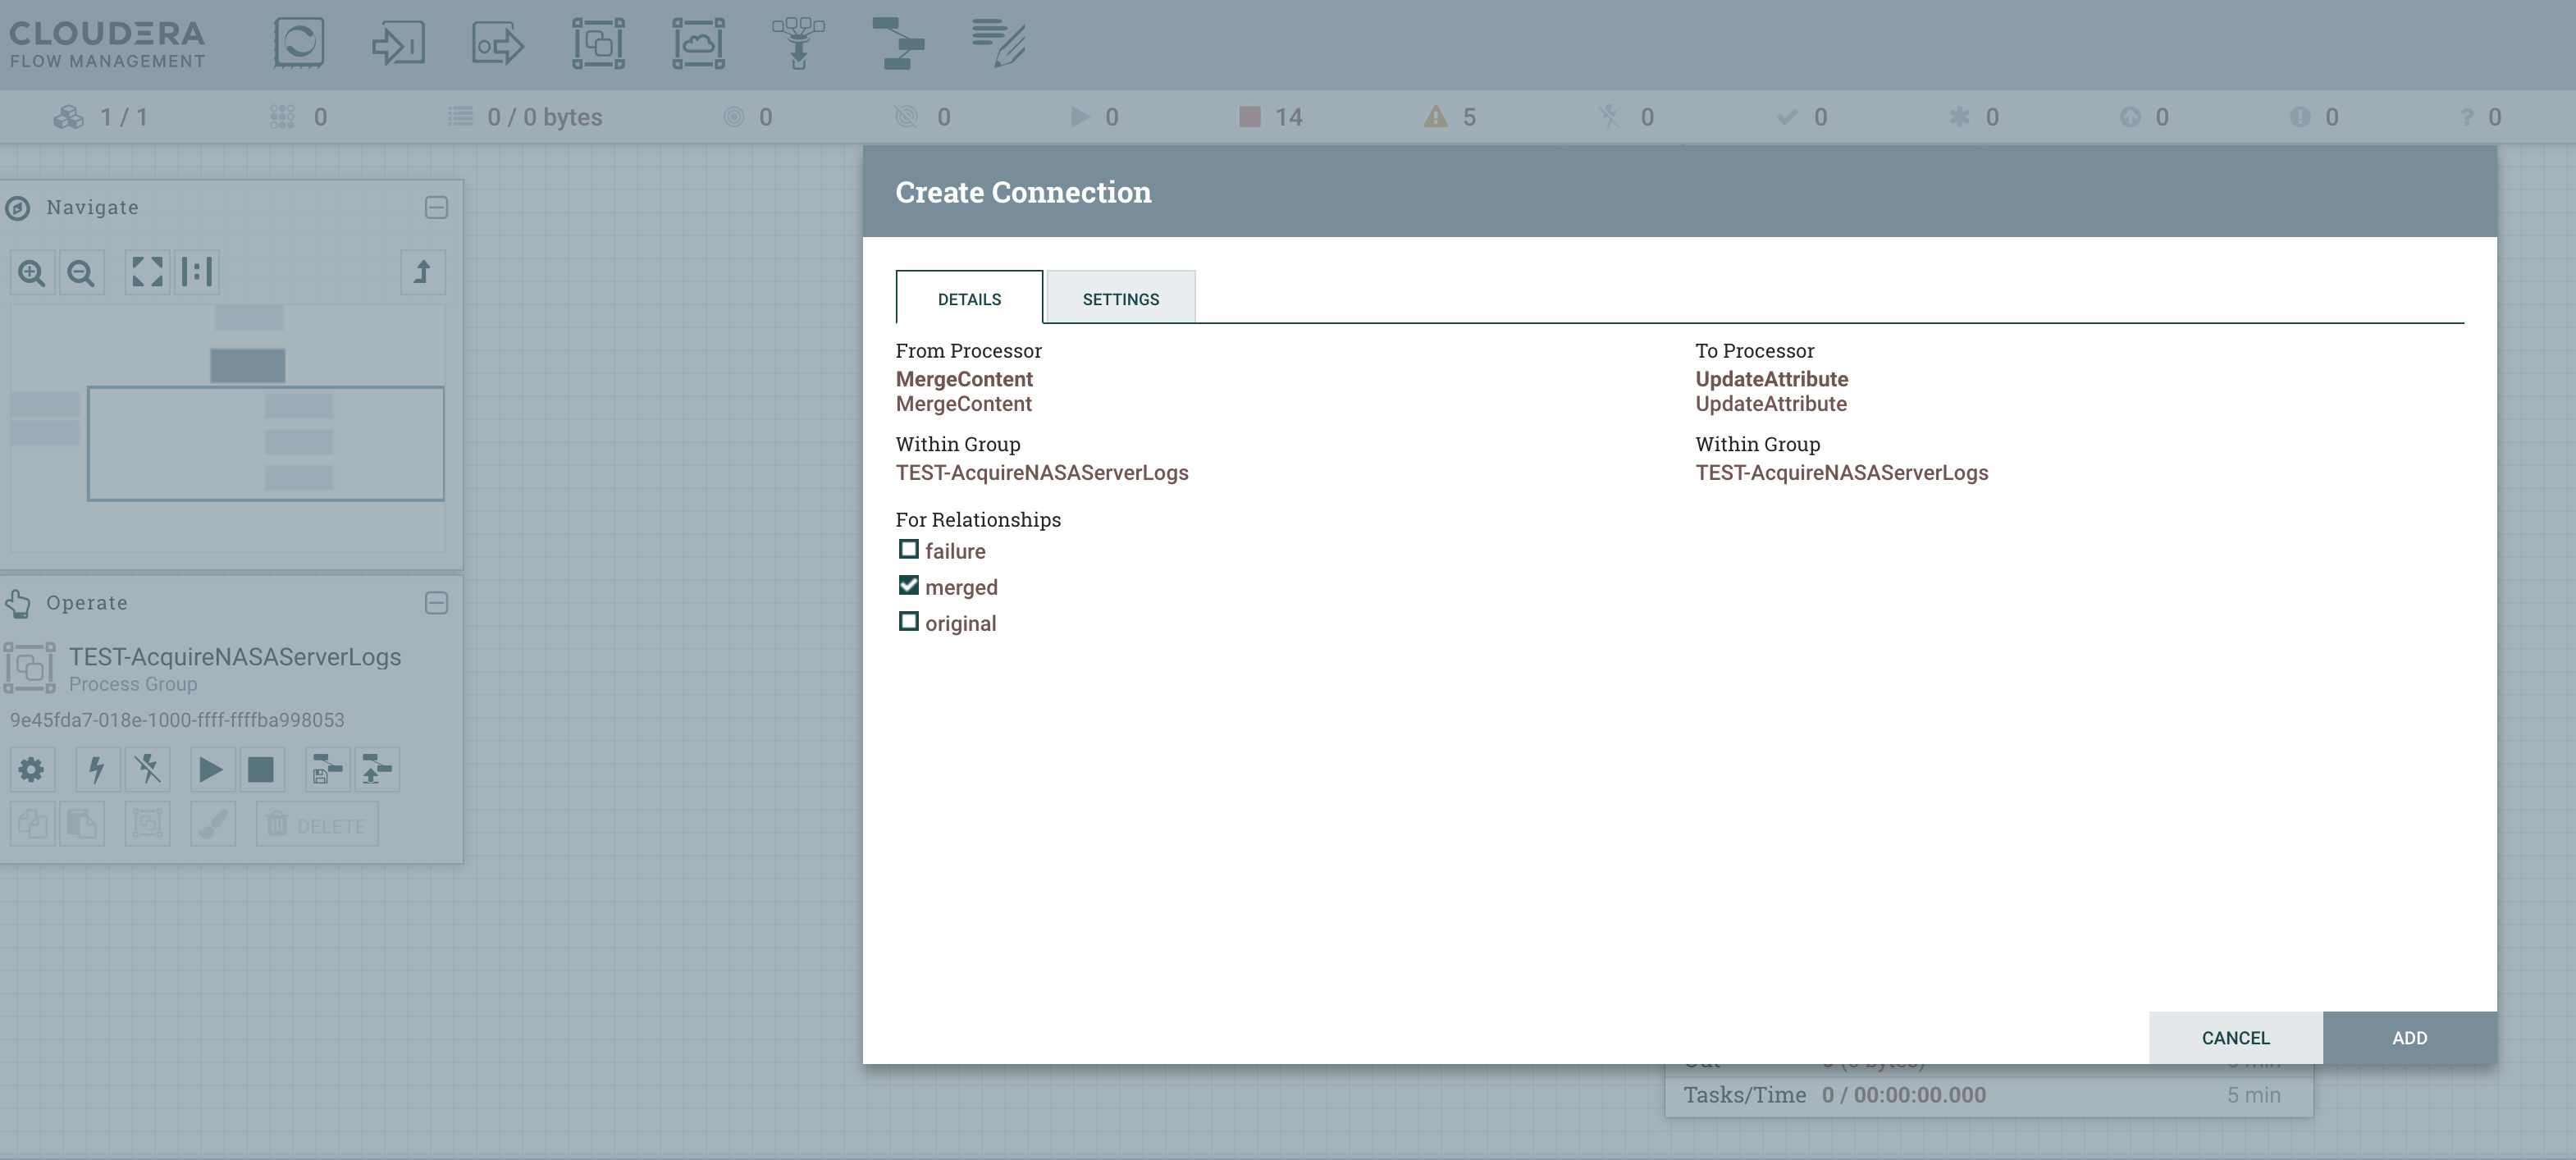 CLOUDERA
FLOW MANAGEMENT
1 / 1
0
0 / 0 bytes
0
0
0
14
5
0
0
0
0
0
? 0
Navigate
Create Connection
DETAILS
SETTINGS
From Processor
MergeContent
MergeContent
To Processor
UpdateAttribute
UpdateAttribute
Within Group
TEST-AcquireNASAServerLogs
Within Group
TEST-AcquireNASAServerLogs
For Relationships
failure
merged
original
Operate
TEST-AcquireNASAServerLogs
Process Group
9e45fda7-018e-1000-ffff-ffffba998053
DELETE
CANCEL
ADD
Tasks/Time 0 / 00:00:00.000 5 min